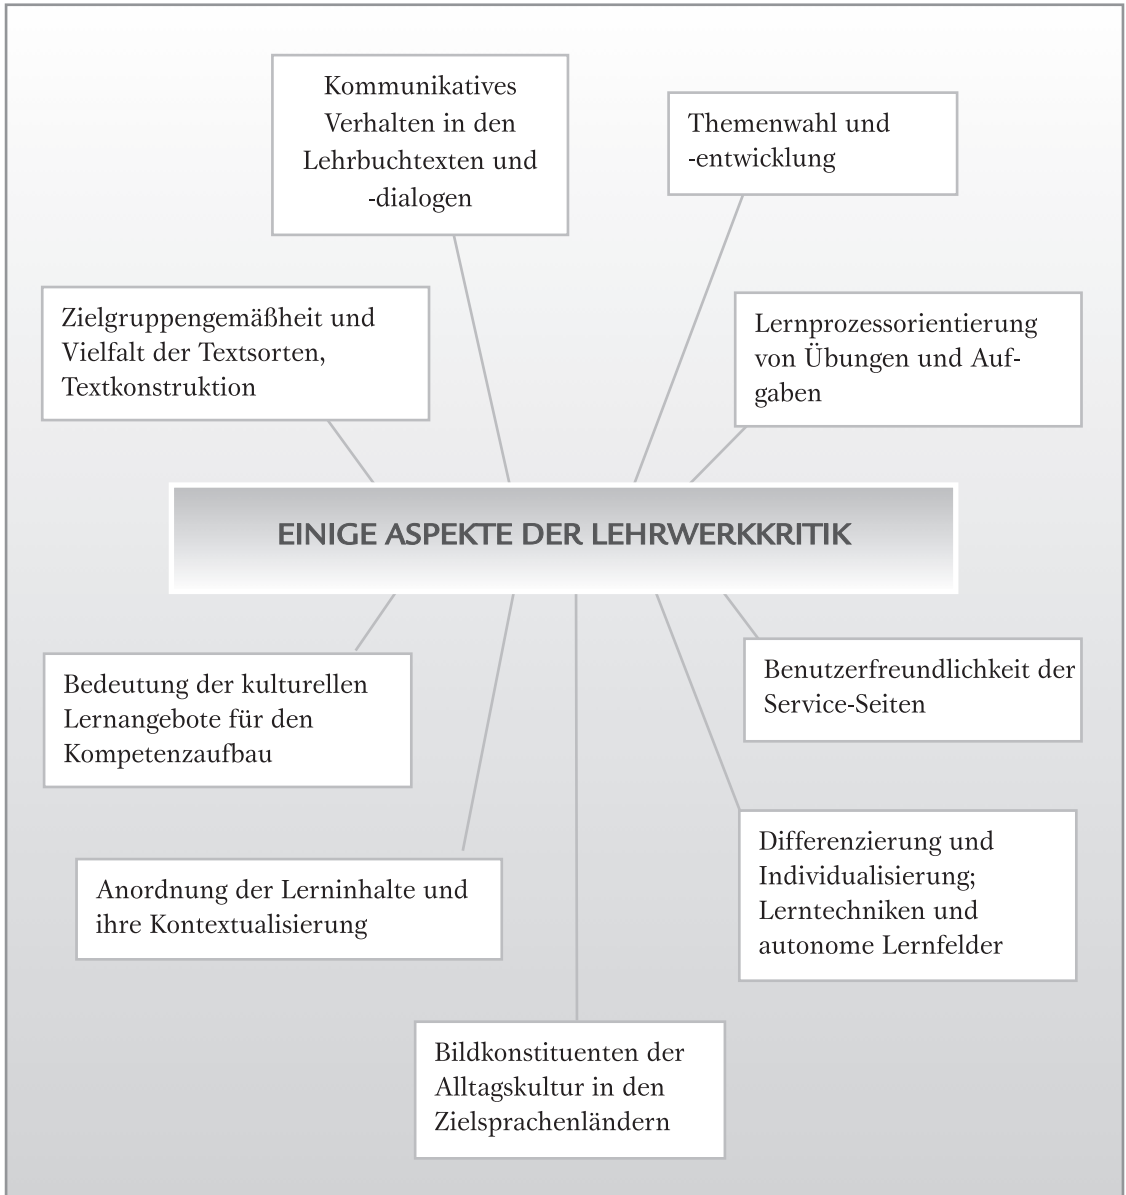 Kommunikatives
Verhalten in den
Lehrbuchtexten und
-dialogen
Themenwahl und
-entwicklung
Zielgruppengemäßheit und
Vielfalt der Textsorten,
Textkonstruktion
Lernprozessorientierung
von Übungen und Auf-
gaben
EINIGE ASPEKTE DER LEHRWERKKRITIK
Bedeutung der kulturellen
Lernangebote für den
Kompetenzaufbau
Benutzerfreundlichkeit der
Service-Seiten
Anordnung der Lerninhalte und
ihre Kontextualisierung
Differenzierung und
Individualisierung;
Lerntechniken und
autonome Lernfelder
Bildkonstituenten der
Alltagskultur in den
Zielsprachenländern